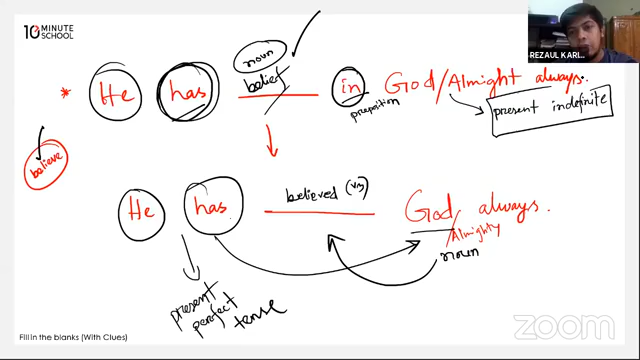 10 MINUTE SCHOOL
REZAUL KARI...
noun
belief
* He has in God/Almight always.
preposition
present indefinite
believe
believed (v3)
He has God/Almighty always.
noun
present perfect tense
Fill in the blanks (With Clues)
zoom